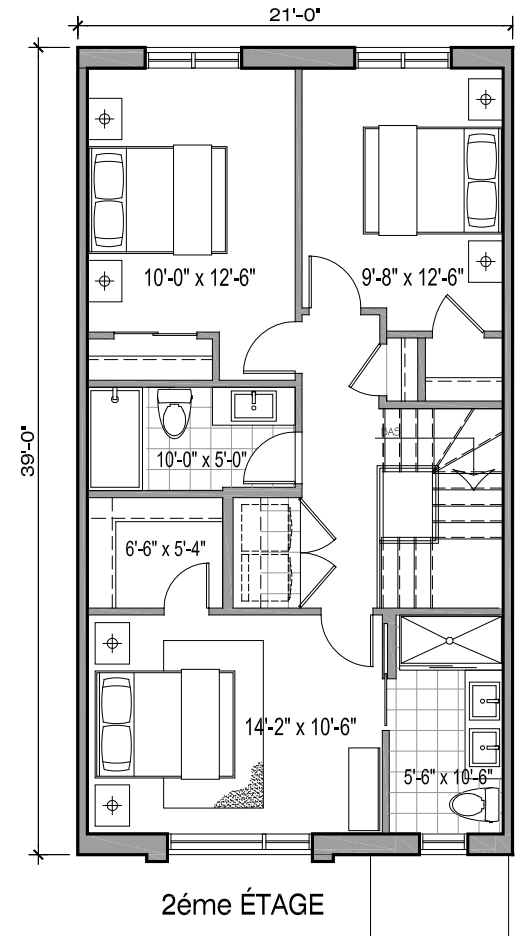 21'-0"
39'-0"
10'-0" x 12'-6"
9'-8" x 12'-6"
BAS
10'-0" x 5'-0"
6'-6" x 5'-4"
14'-2" x 10'-6"
5'-6" x 10'-6"
2éme ÉTAGE